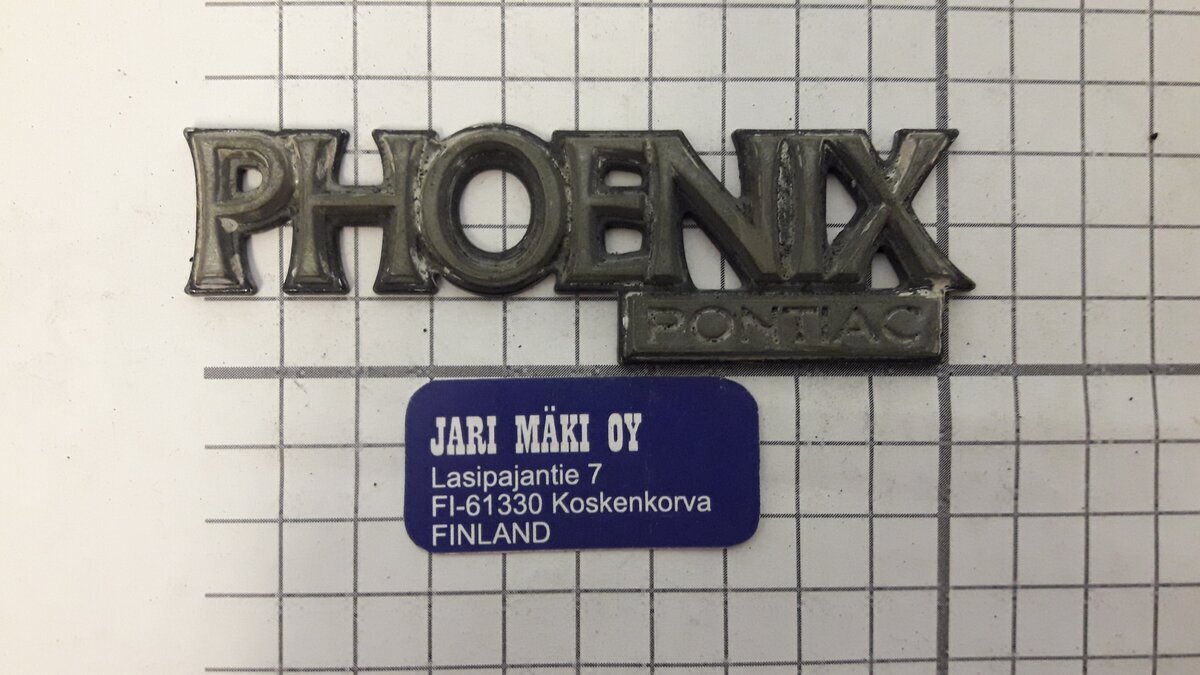 PHOENIX
PONTIAC
JARI MÄKI OY
Lasipajantie 7
FI-61330 Koskenkorva
FINLAND